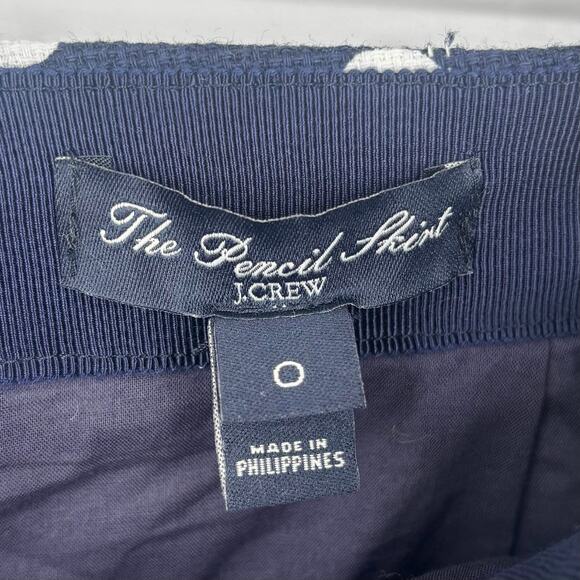 The Pencil Skirt
J.CREW
0
MADE IN
PHILIPPINES